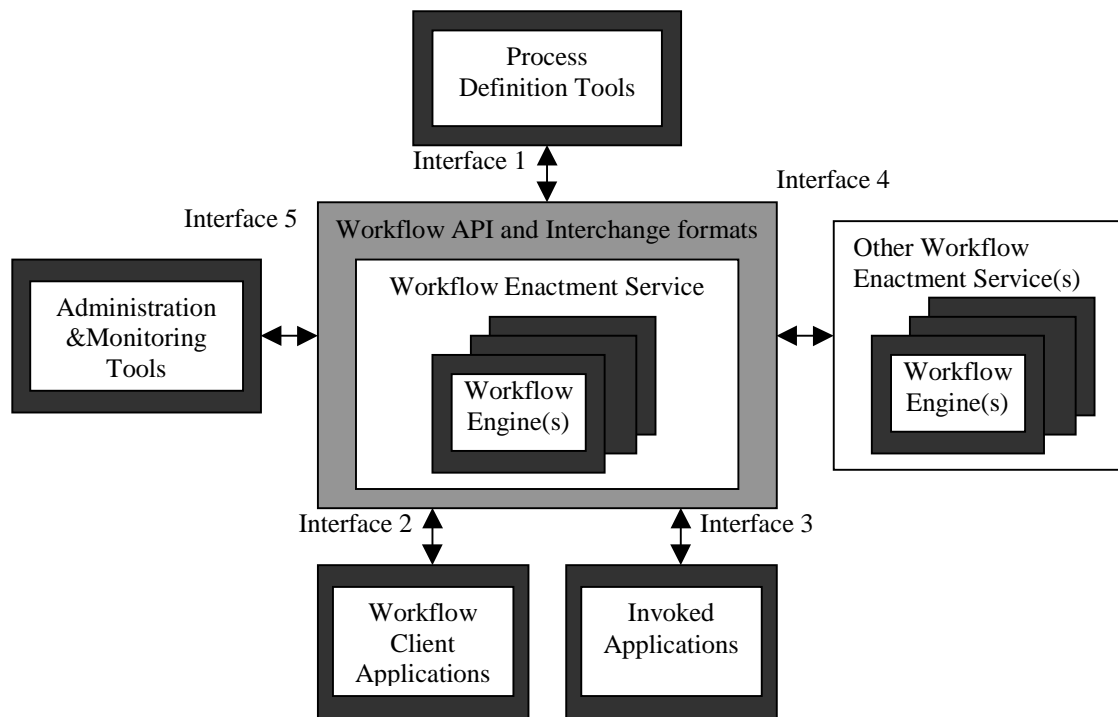 Process
Definition Tools
Interface 1
Interface 4
Interface 5
Workflow API and Interchange formats
Other Workflow
Enactment Service(s)
Workflow Enactment Service
Administration
&Monitoring
Tools
Workflow
Engine(s)
Workflow
Engine(s)
Interface 2
Interface 3
Workflow
Client
Applications
Invoked
Applications